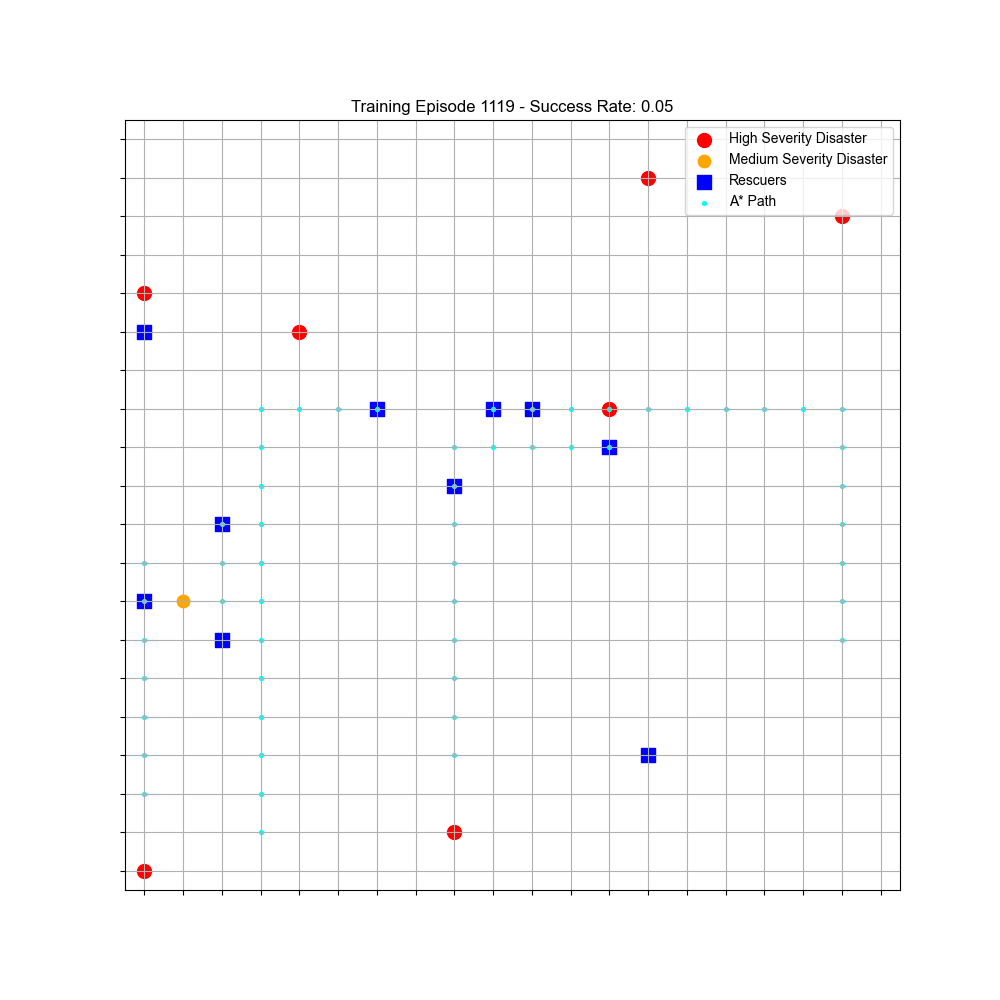 Training Episode 1119 - Success Rate: 0.05
High Severity Disaster
Medium Severity Disaster
Rescuers
A* Path